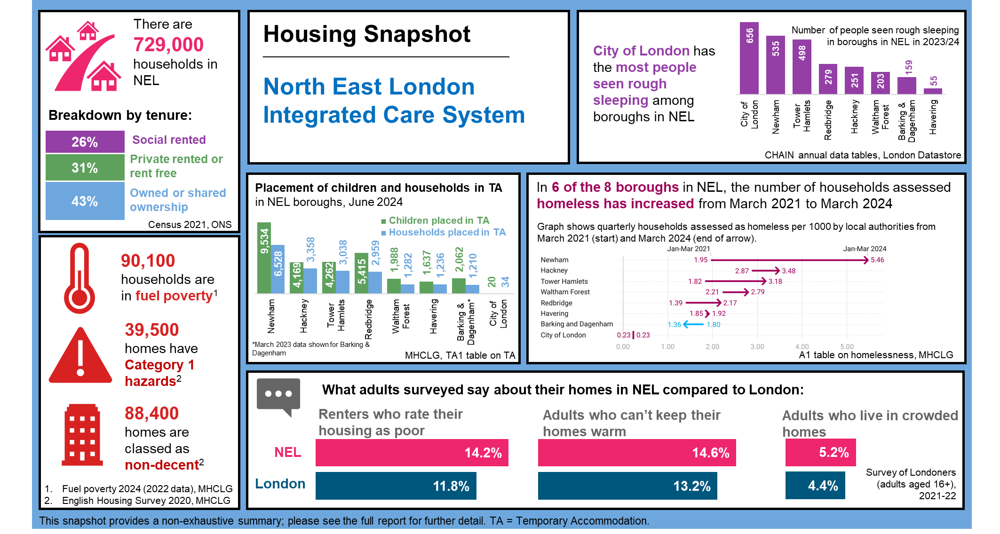 There are
729,000
households in
NEL
Breakdown by tenure:
26%
Social rented
31%
Private rented or
rent free
43%
Owned or shared
ownership
Census 2021, ONS
Housing Snapshot
North East London
Integrated Care System
City of London has
the most people
seen rough
sleeping among
boroughs in NEL
Number of people seen rough sleeping
in boroughs in NEL in 2023/24
656
535
498
279
251
203
159
55
City of
London
Newham
Tower
Hamlets
Redbridge
Hackney
Waltham
Forest
Barking &
Dagenham
Havering
CHAIN annual data tables, London Datastore
90,100
households are
in fuel poverty1
39,500
homes have
Category 1
hazards2
88,400
homes are
classed as
non-decent2
1. Fuel poverty 2024 (2022 data), MHCLG
2. English Housing Survey 2020, MHCLG
Placement of children and households in TA
in NEL boroughs, June 2024
Children placed in TA
Households placed in TA
9,534
6,528
4,169
3,358
4,262
3,038
5,415
2,959
1,988
1,282
1,637
1,236
2,062
1,210
20
34
Newham
Hackney
Tower
Hamlets
Redbridge
Waltham
Forest
Havering
Barking &
Dagenham*
City of
London
*March 2023 data shown for Barking &
Dagenham
MHCLG, TA1 table on TA
In 6 of the 8 boroughs in NEL, the number of households assessed
homeless has increased from March 2021 to March 2024
Graph shows quarterly households assessed as homeless per 1000 by local authorities from
March 2021 (start) and March 2024 (end of arrow).
Jan-Mar 2021
Jan-Mar 2024
Newham 1.95 5.46
Hackney 2.87 3.48
Tower Hamlets 1.82 3.18
Waltham Forest 2.21 2.79
Redbridge 1.39 2.17
Havering 1.85 1.92
Barking and Dagenham 1.36 1.80
City of London 0.23 0.23
0.00 1.00 2.00 3.00 4.00 5.00
A1 table on homelessness, MHCLG
What adults surveyed say about their homes in NEL compared to London:
Renters who rate their
housing as poor
Adults who can't keep their
homes warm
Adults who live in crowded
homes
NEL 14.2% 14.6% 5.2%
London 11.8% 13.2% 4.4%
Survey of Londoners
(adults aged 16+),
2021-22
This snapshot provides a non-exhaustive summary; please see the full report for further detail. TA = Temporary Accommodation.